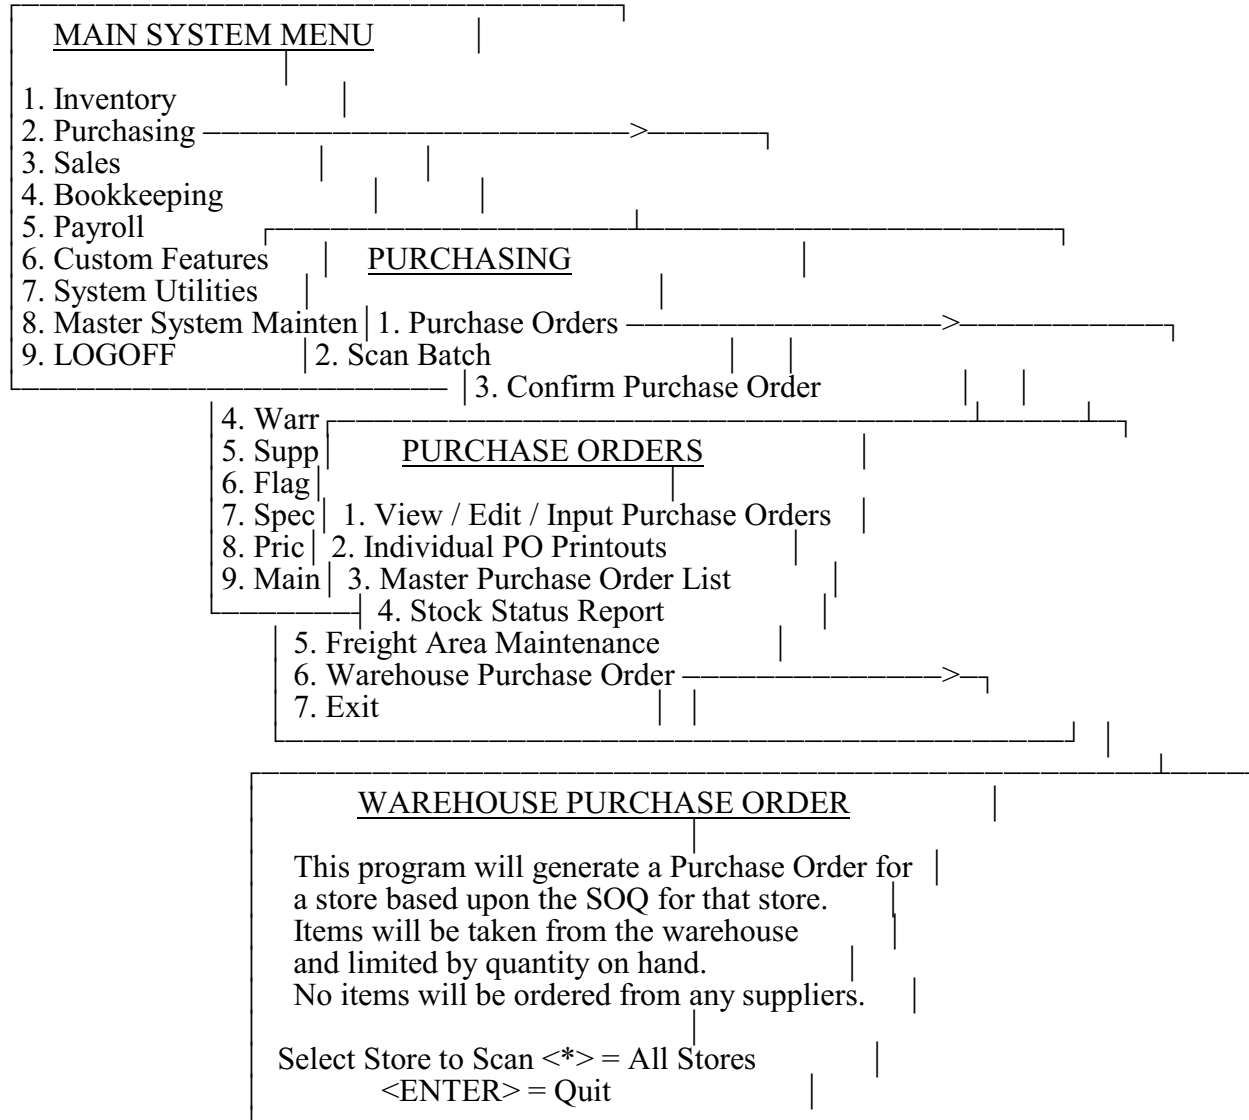 MAIN SYSTEM MENU
1. Inventory
2. Purchasing ———————————————————————>——————
3. Sales
4. Bookkeeping
5. Payroll
6. Custom Features
PURCHASING
7. System Utilities
8. Master System Mainten
1. Purchase Orders —————————————————>————————————
9. LOGOFF
2. Scan Batch
3. Confirm Purchase Order
4. Warr
5. Supp
PURCHASE ORDERS
6. Flag
7. Spec
1. View / Edit / Input Purchase Orders
8. Pric
2. Individual PO Printouts
9. Main
3. Master Purchase Order List
4. Stock Status Report
5. Freight Area Maintenance
6. Warehouse Purchase Order ——————————————>—
7. Exit
WAREHOUSE PURCHASE ORDER
This program will generate a Purchase Order for
a store based upon the SOQ for that store.
Items will be taken from the warehouse
and limited by quantity on hand.
No items will be ordered from any suppliers.
Select Store to Scan <*> = All Stores
<ENTER> = Quit